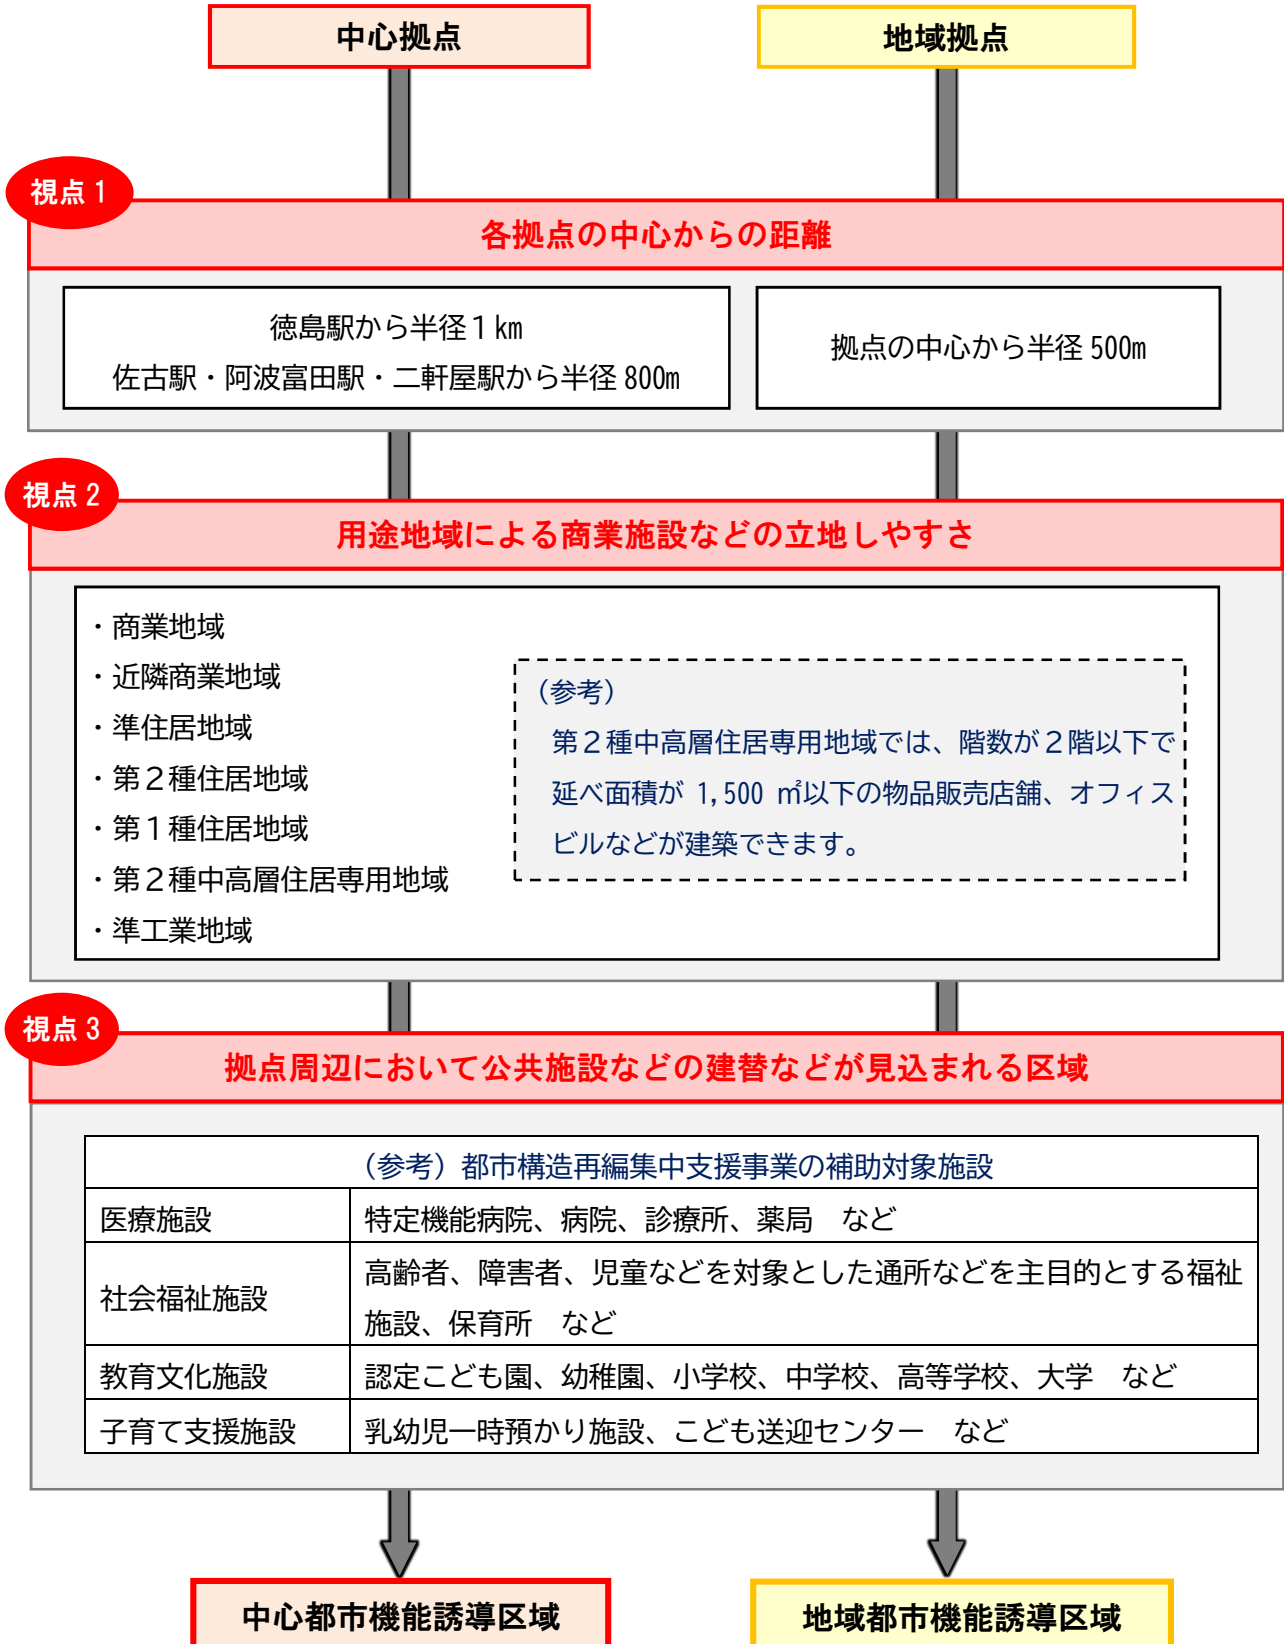 中心拠点
地域拠点
視点 1
各拠点の中心からの距離
徳島駅から半径１km
佐古駅・阿波富田駅・二軒屋駅から半径 800m
拠点の中心から半径 500m
視点 2
用途地域による商業施設などの立地しやすさ
・商業地域
・近隣商業地域
・準住居地域
・第２種住居地域
・第１種住居地域
・第２種中高層住居専用地域
・準工業地域
（参考）
第２種中高層住居専用地域では、階数が２階以下で
延べ面積が 1,500 ㎡以下の物品販売店舗、オフィス
ビルなどが建築できます。
視点 3
拠点周辺において公共施設などの建替などが見込まれる区域
（参考）都市構造再編集中支援事業の補助対象施設
医療施設
特定機能病院、病院、診療所、薬局　など
社会福祉施設
高齢者、障害者、児童などを対象とした通所などを主目的とする福祉
施設、保育所　など
教育文化施設
認定こども園、幼稚園、小学校、中学校、高等学校、大学　など
子育て支援施設
乳幼児一時預かり施設、こども送迎センター　など
中心都市機能誘導区域
地域都市機能誘導区域